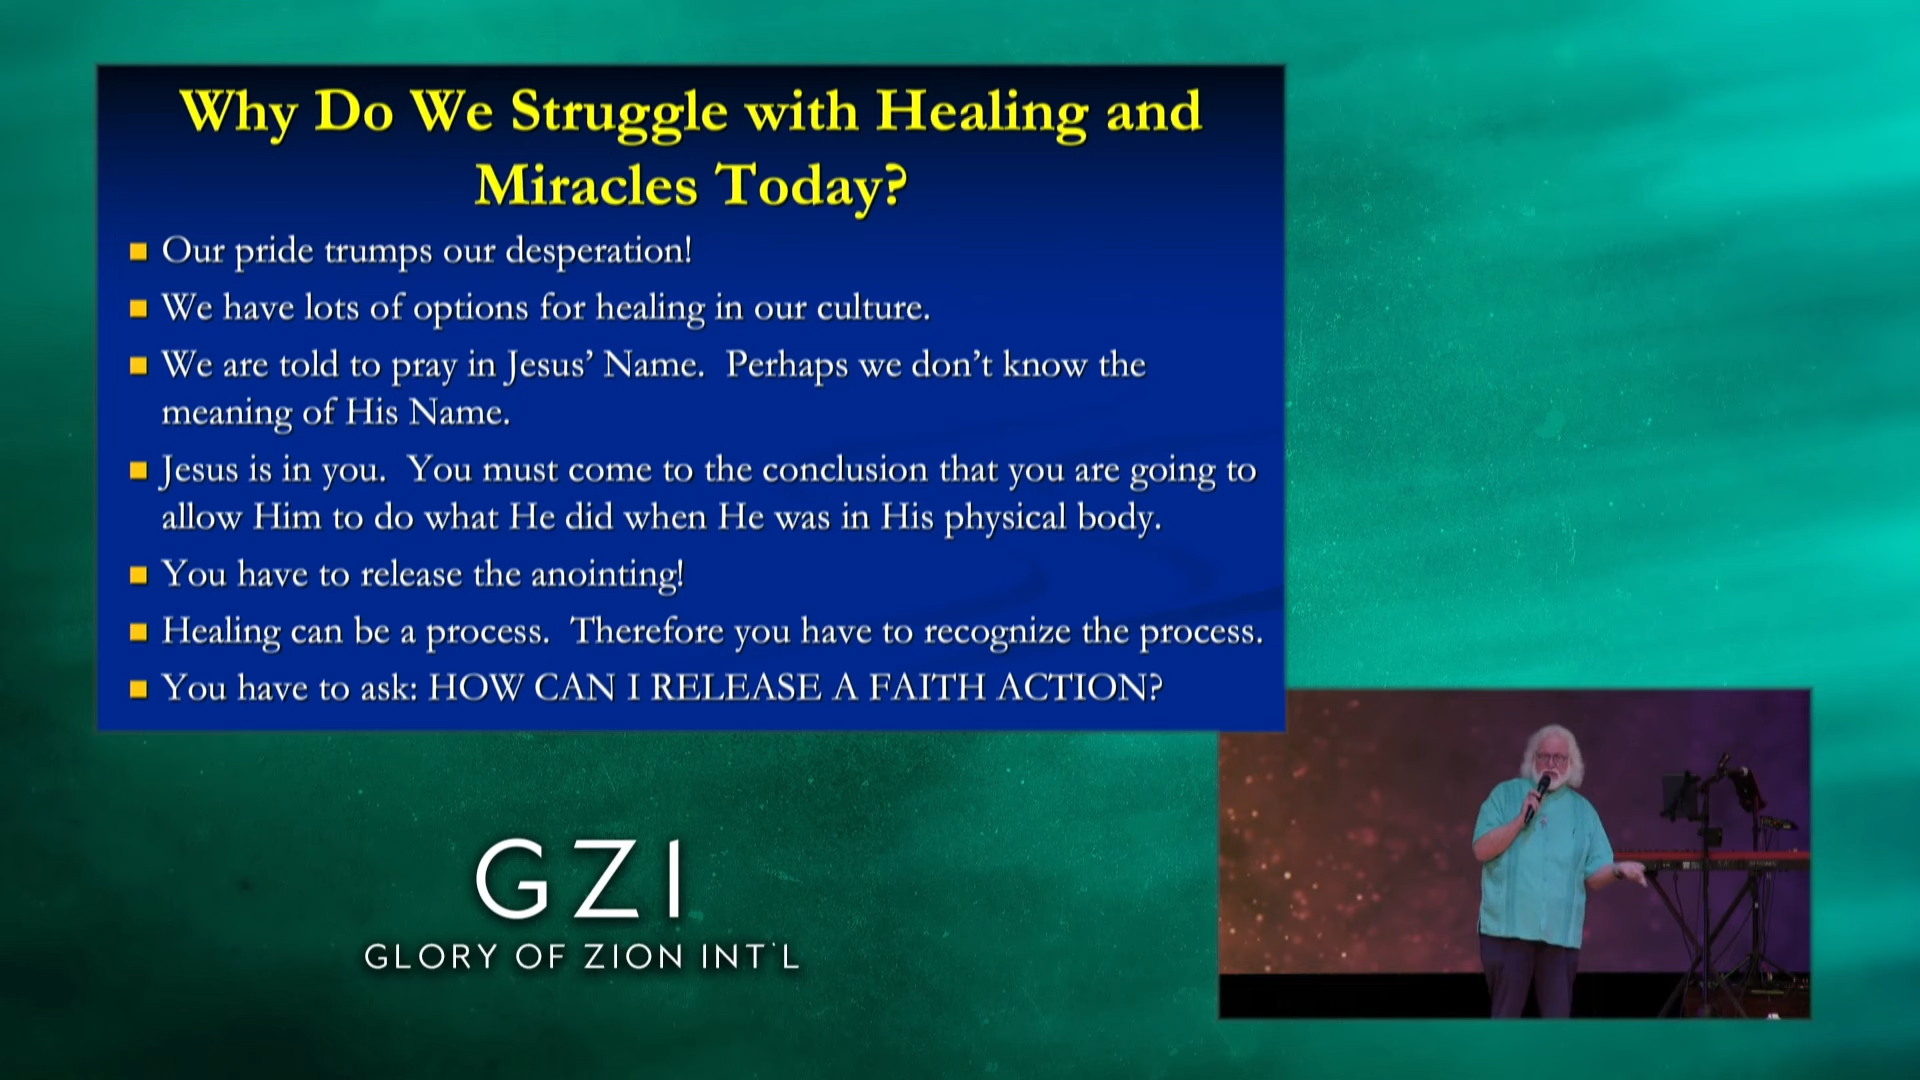 Why Do We Struggle with Healing and
Miracles Today?
Our pride trumps our desperation!
We have lots of options for healing in our culture.
We are told to pray in Jesus’ Name.  Perhaps we don’t know the
meaning of His Name.
Jesus is in you.  You must come to the conclusion that you are going to
allow Him to do what He did when He was in His physical body.
You have to release the anointing!
Healing can be a process.  Therefore you have to recognize the process.
You have to ask: HOW CAN I RELEASE A FAITH ACTION?
GZI
GLORY OF ZION INT'L